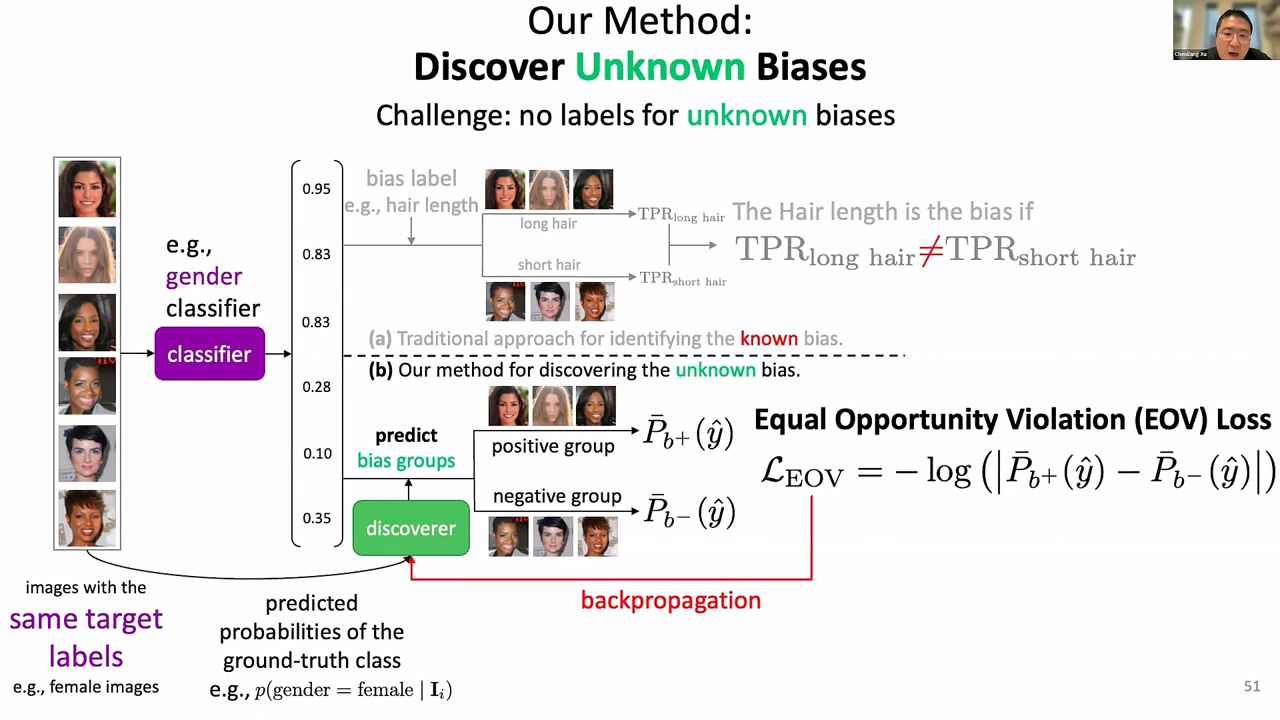 Our Method:
Discover Unknown Biases
Challenge: no labels for unknown biases
Chenliang Xu
e.g.,
gender
classifier
classifier
0.95
0.83
0.83
0.28
0.10
0.35
bias label
e.g., hair length
long hair
short hair
TPR_long hair
TPR_short hair
The Hair length is the bias if
TPR_long hair ≠ TPR_short hair
(a) Traditional approach for identifying the known bias.
(b) Our method for discovering the unknown bias.
predict
bias groups
discoverer
positive group
negative group
P̄_b+(ŷ)
P̄_b−(ŷ)
Equal Opportunity Violation (EOV) Loss
ℒ_EOV = − log (|P̄_b+(ŷ) − P̄_b−(ŷ)|)
backpropagation
images with the
same target
labels
e.g., female images
predicted
probabilities of the
ground-truth class
e.g., p(gender = female | I_i)
51